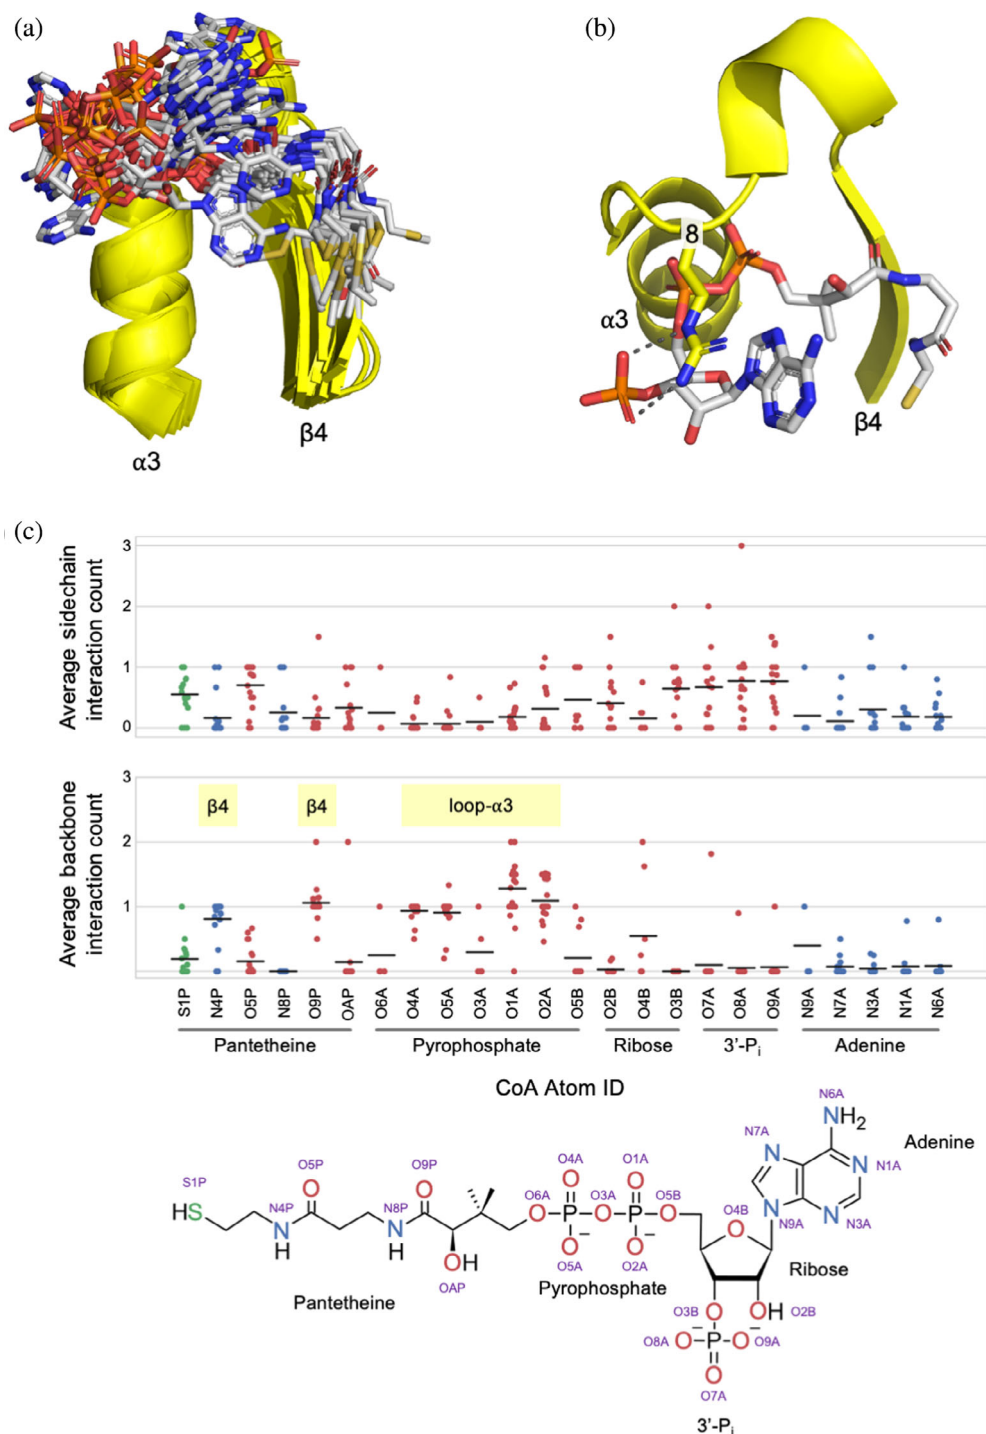 (a)
(b)
8
α3
β4
α3
β4
(c)
Average sidechain
interaction count
3
2
1
0
Average backbone
interaction count
3
2
1
0
β4
β4
loop-α3
S1P N4P O5P N8P O9P OAP O6A O4A O5A O3A O1A O2A O5B O2B O4B O3B O7A O8A O9A N9A N7A N3A N1A N6A
Pantetheine Pyrophosphate Ribose 3'-Pi Adenine
CoA Atom ID
N6A
NH2
Adenine
N7A
N
N
N1A
S1P
HS
O5P
O
N4P
N
H
O9P
O
N8P
N
H
OH
OAP
O4A
O
O6A
O
P
O3A
O
O1A
O
P
O5B
O
O4B
O
N
N9A
N
N3A
O
−
O5A
O
−
O2A
Pantetheine
Pyrophosphate
Ribose
O3B
O
OH
O2B
O8A
O
−
P
O
−
O9A
O
O7A
3'-Pi